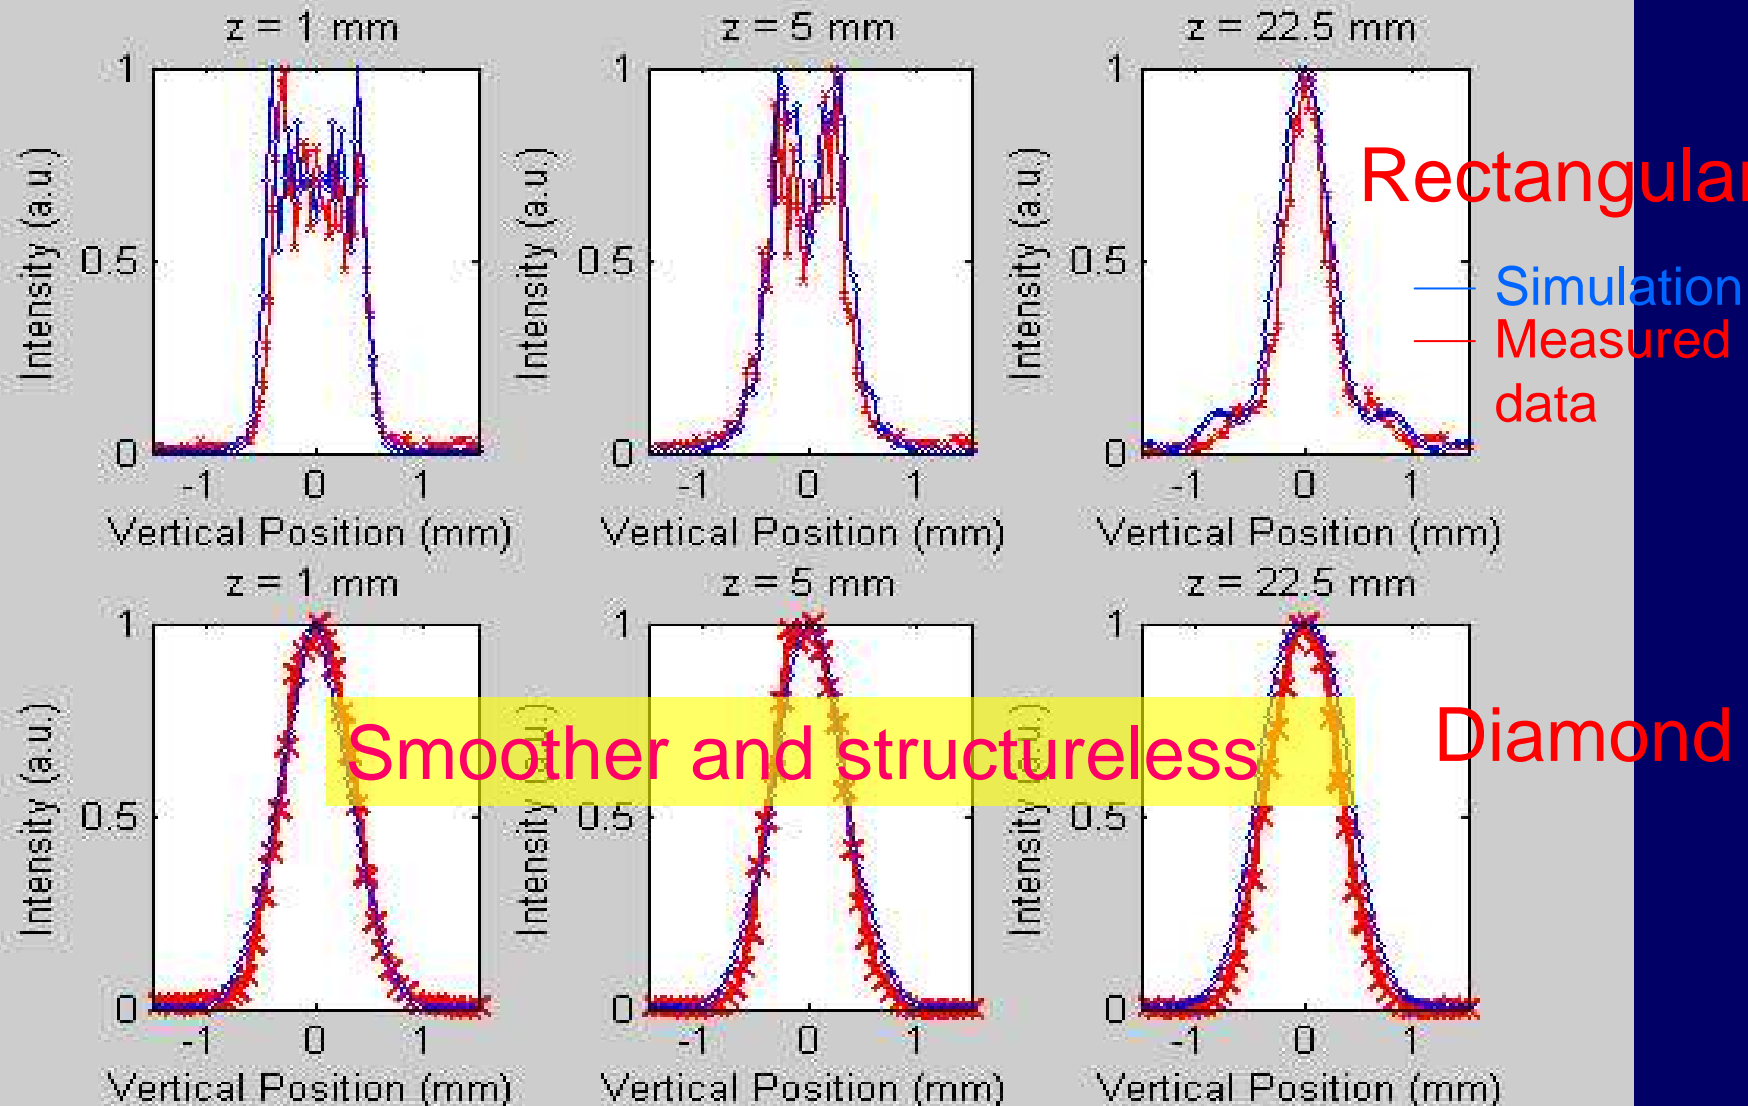 z = 1 mm
z = 5 mm
z = 22.5 mm
1
0.5
0
Intensity (a.u.)
-1 0 1
Vertical Position (mm)
1
0.5
0
Intensity (a.u.)
-1 0 1
Vertical Position (mm)
1
0.5
0
Intensity (a.u.)
-1 0 1
Vertical Position (mm)
Rectangular
Simulation
Measured
data
z = 1 mm
z = 5 mm
z = 22.5 mm
1
0.5
0
Intensity (a.u.)
-1 0 1
Vertical Position (mm)
1
0.5
0
Intensity (a.u.)
-1 0 1
Vertical Position (mm)
1
0.5
0
Intensity (a.u.)
-1 0 1
Vertical Position (mm)
Smoother and structureless
Diamond